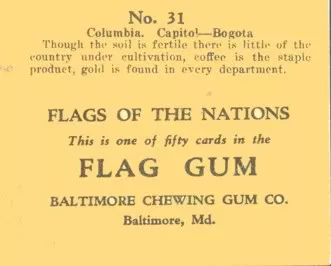 No. 31
Columbia. Capitol—Bogota
Though the soil is fertile there is little of the
country under cultivation, coffee is the staple
product, gold is found in every department.
FLAGS OF THE NATIONS
This is one of fifty cards in the
FLAG GUM
BALTIMORE CHEWING GUM CO.
Baltimore, Md.